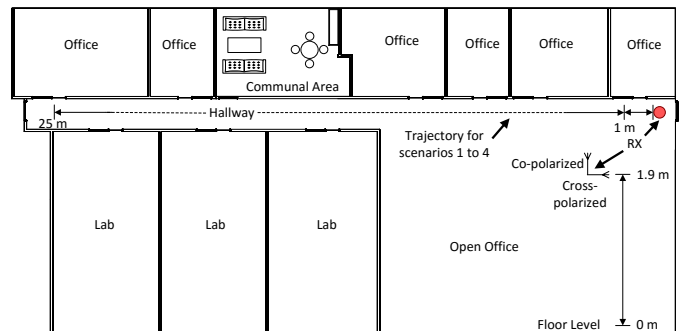 Office
Office
Office
Office
Office
Office
Communal Area
Hallway
25 m
1 m
Trajectory for
scenarios 1 to 4
RX
Co-polarized
1.9 m
Cross-
polarized
Lab
Lab
Lab
Open Office
Floor Level
0 m